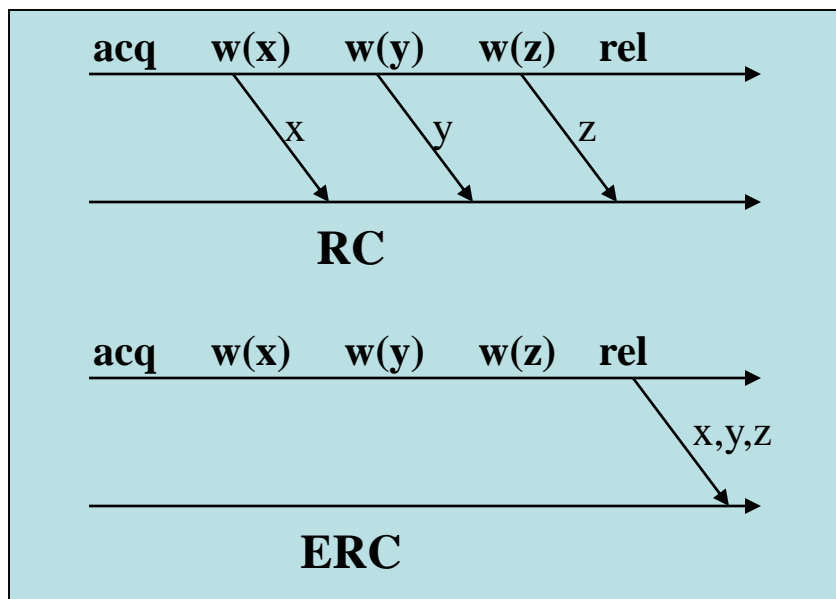 acq w(x) w(y) w(z) rel
x y z
RC
acq w(x) w(y) w(z) rel
x,y,z
ERC